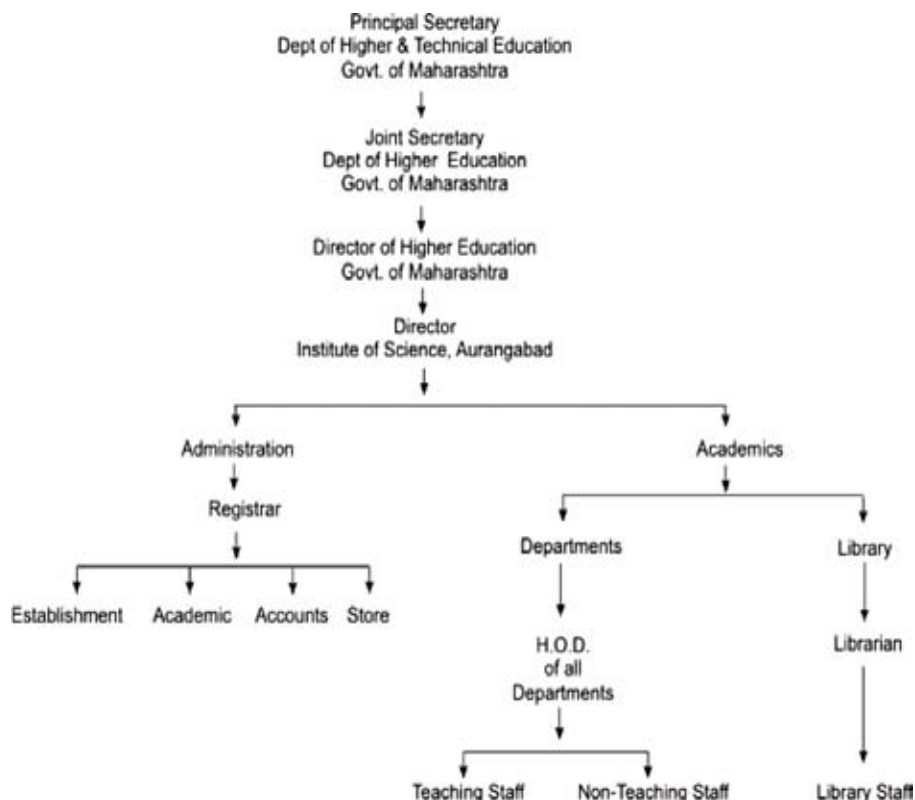 Principal Secretary
Dept of Higher & Technical Education
Govt. of Maharashtra
Joint Secretary
Dept of Higher Education
Govt. of Maharashtra
Director of Higher Education
Govt. of Maharashtra
Director
Institute of Science, Aurangabad
Administration
Academics
Registrar
Departments
Library
Establishment
Academic
Accounts
Store
H.O.D.
of all
Departments
Librarian
Teaching Staff
Non-Teaching Staff
Library Staff